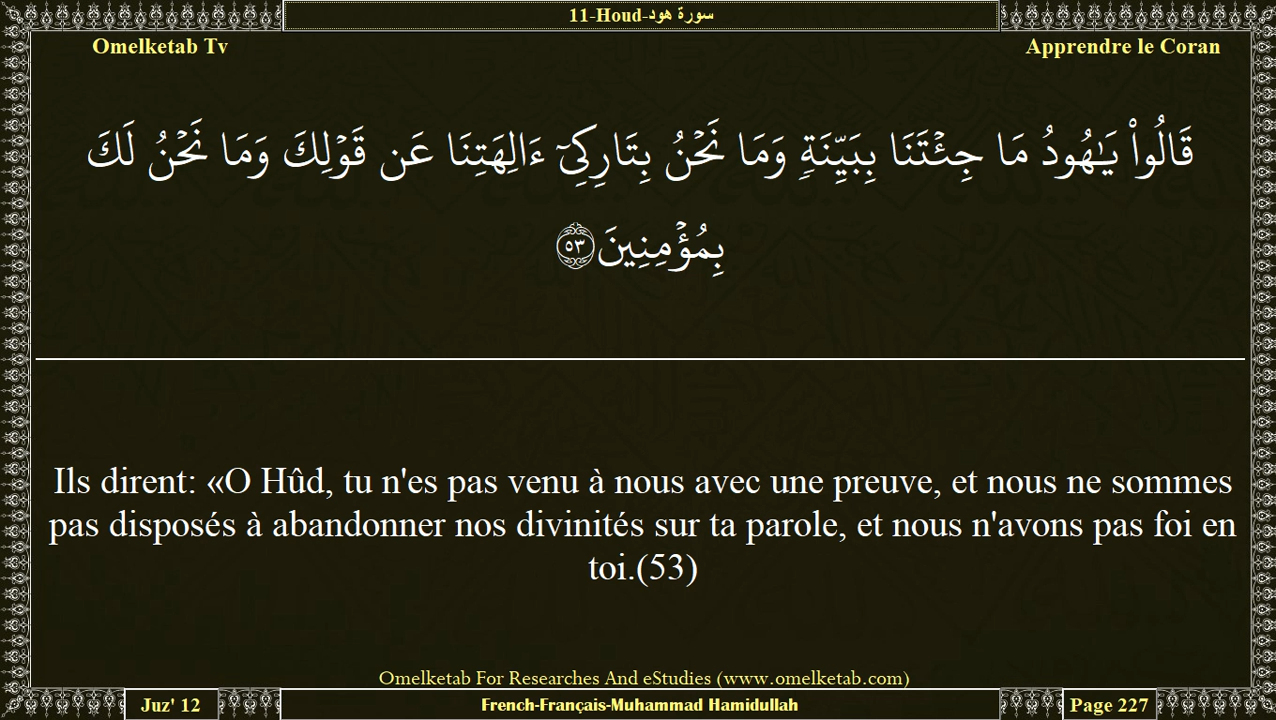 11-Houd-سورة هود
Omelketab Tv
Apprendre le Coran
قَالُوا۟ يَـٰهُودُ مَا جِئْتَنَا بِبَيِّنَةٍ وَمَا نَحْنُ بِتَارِكِىٓ ءَالِهَتِنَا عَن قَوْلِكَ وَمَا نَحْنُ لَكَ
بِمُؤْمِنِينَ ٥٣
Ils dirent: «O Hûd, tu n'es pas venu à nous avec une preuve, et nous ne sommes
pas disposés à abandonner nos divinités sur ta parole, et nous n'avons pas foi en
toi.(53)
Omelketab For Researches And eStudies (www.omelketab.com)
Juz' 12
French-Français-Muhammad Hamidullah
Page 227